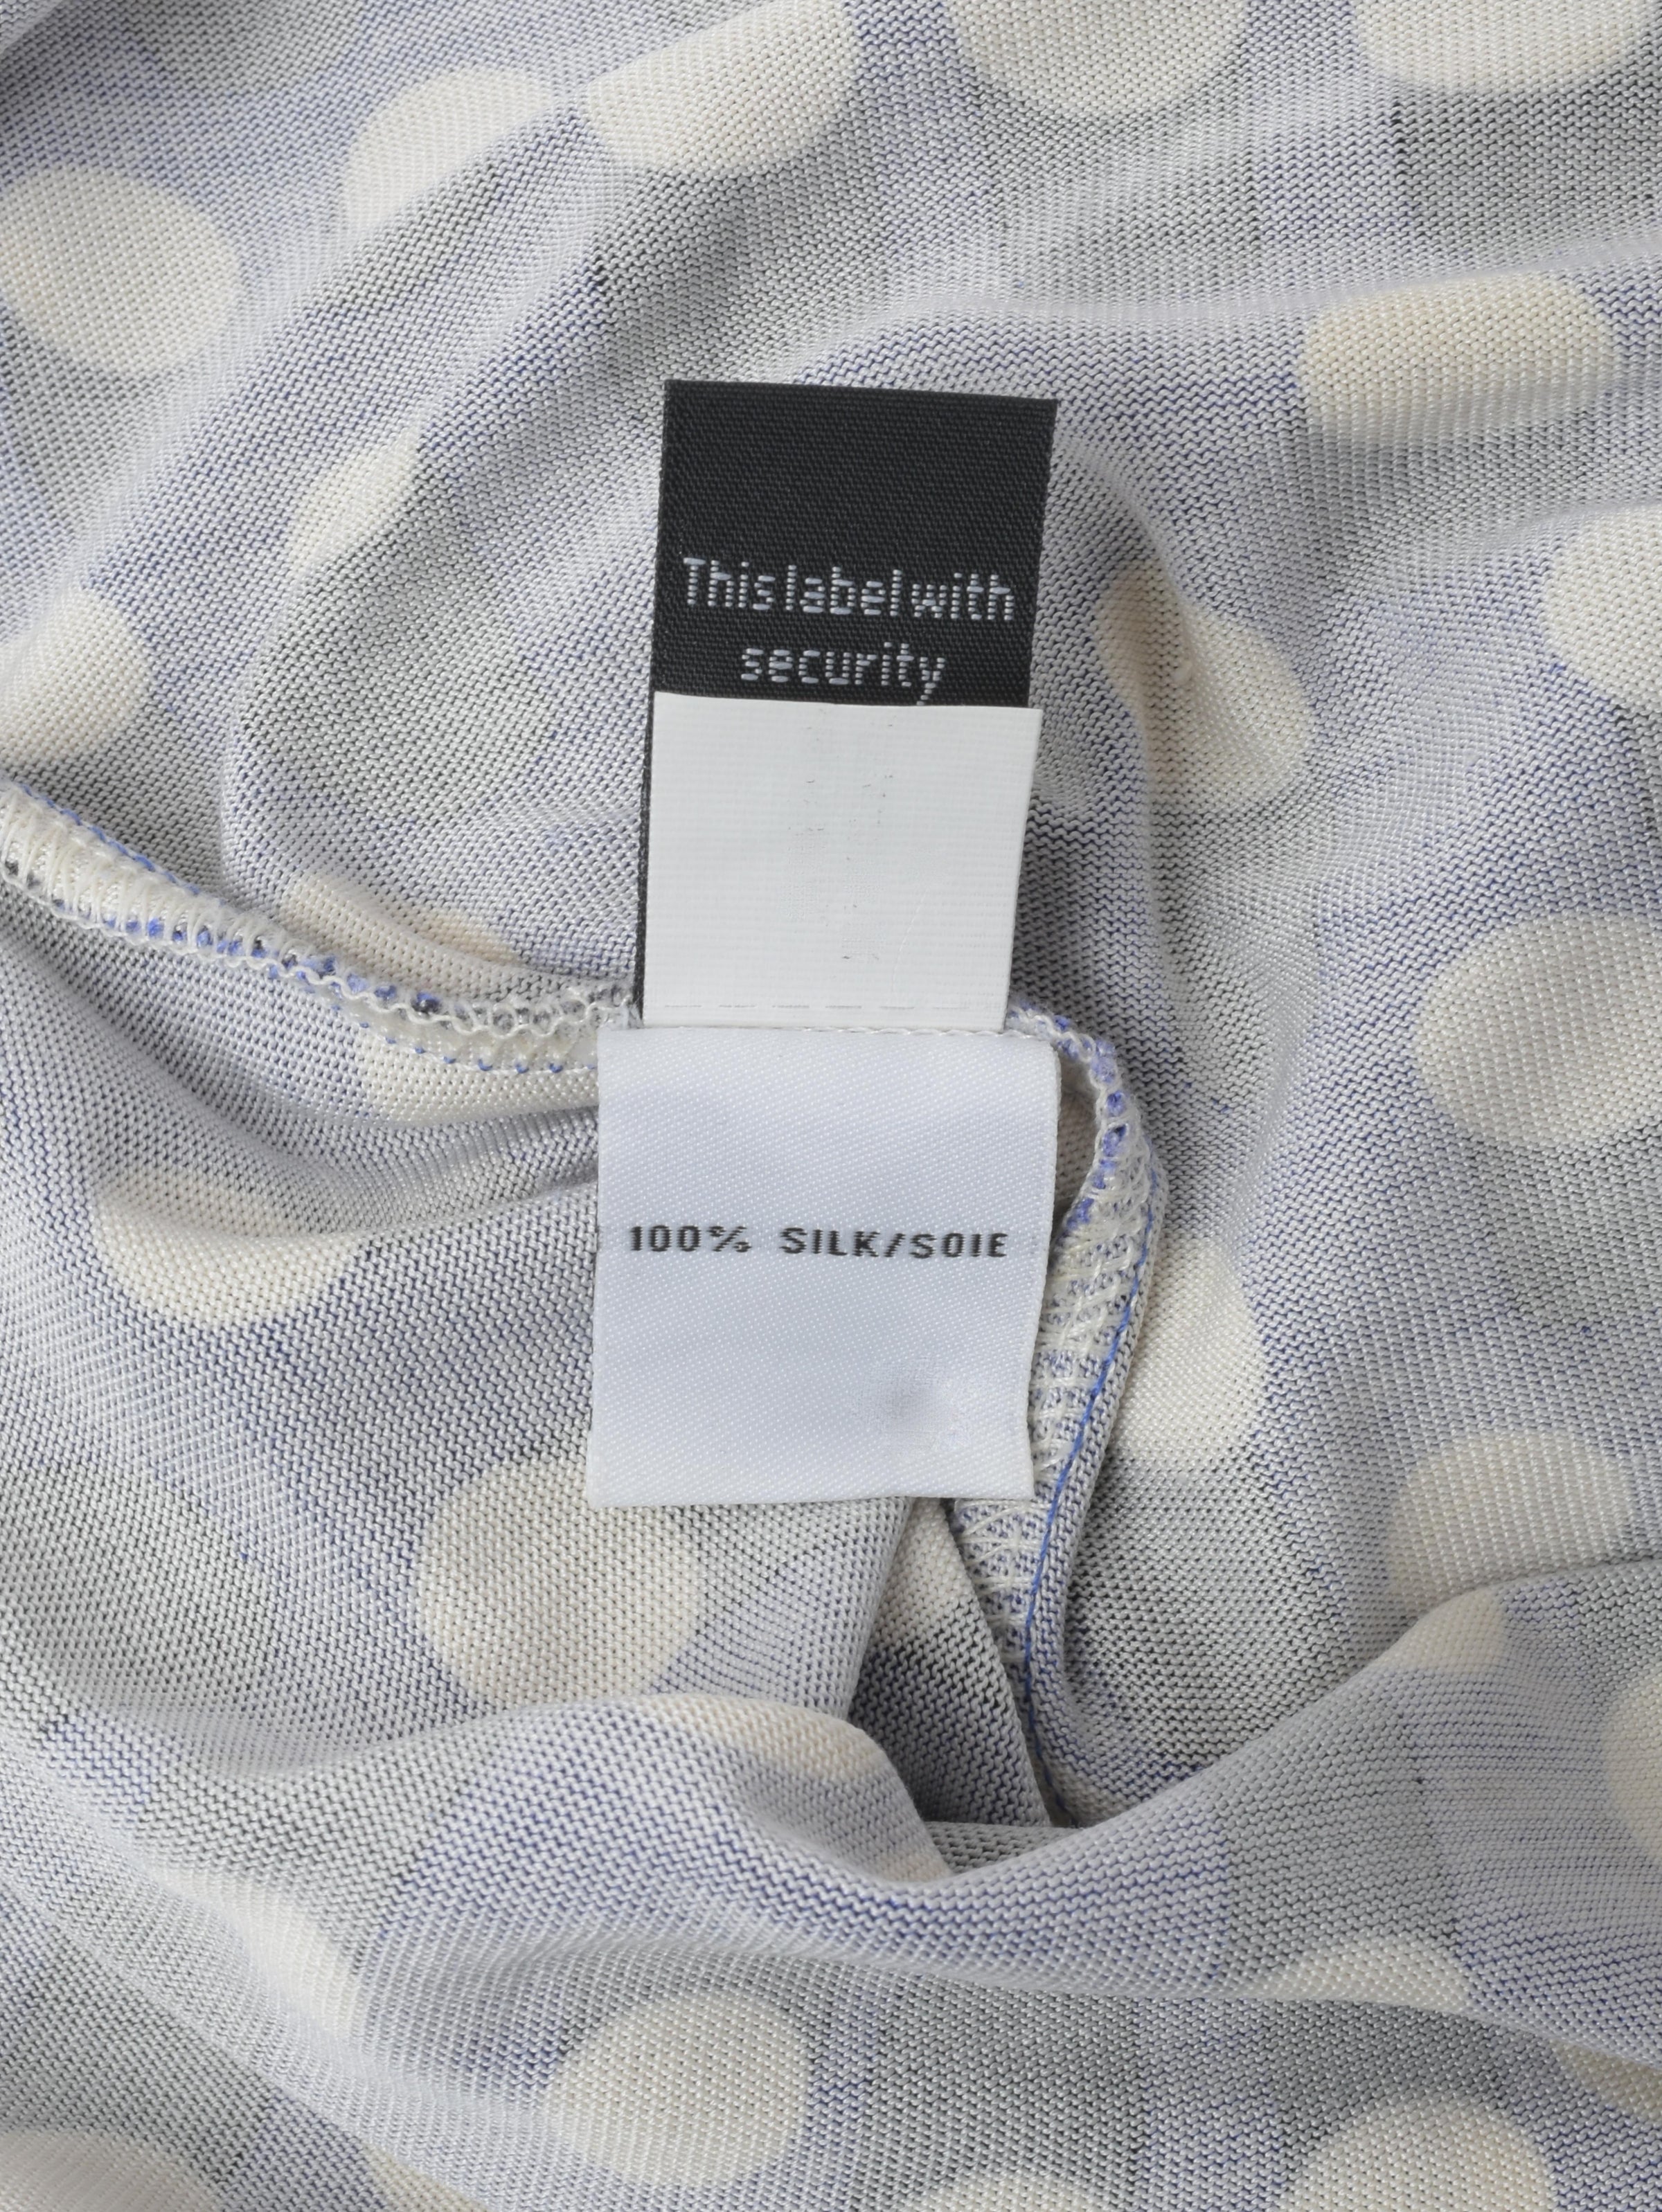 This label with
security
100% SILK/SOIE